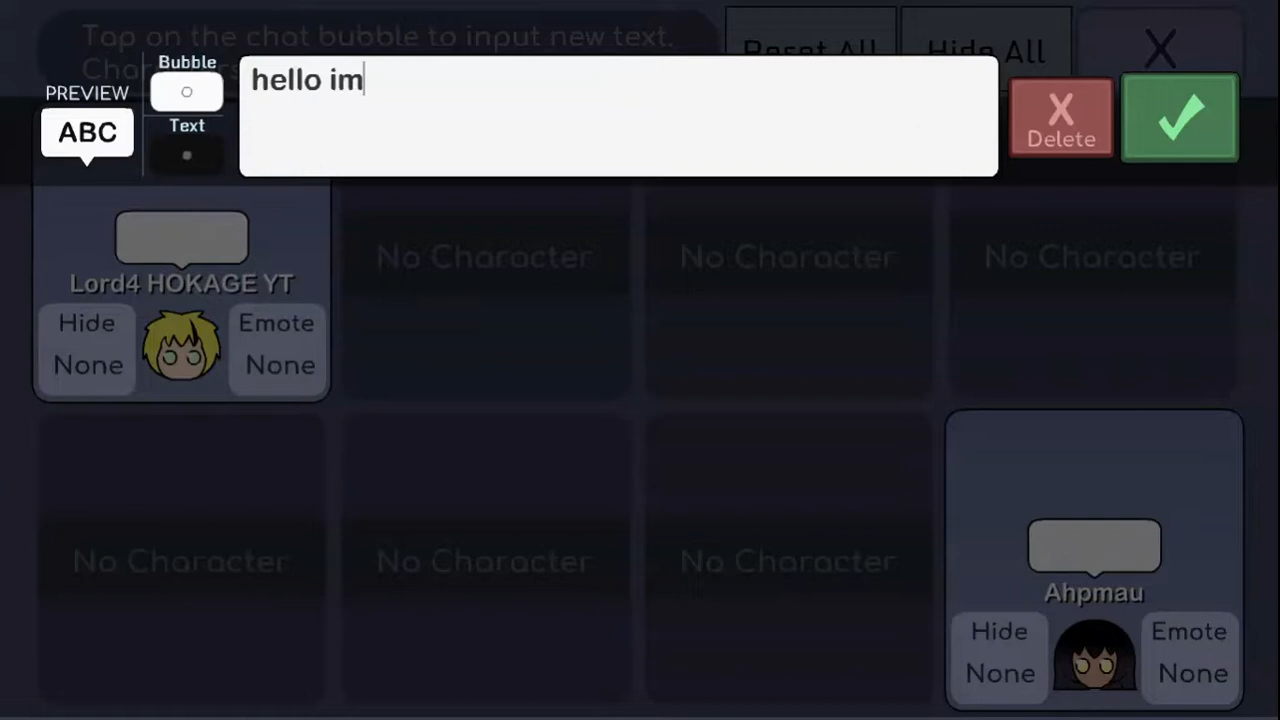 Tap on the chat bubble to input new text.
Reset All
Hide All
X
Bubble
PREVIEW
ABC
Text
hello im
X
Delete
Lord4 HOKAGE YT
Hide
None
Emote
None
No Character
No Character
No Character
No Character
No Character
No Character
Ahpmau
Hide
None
Emote
None